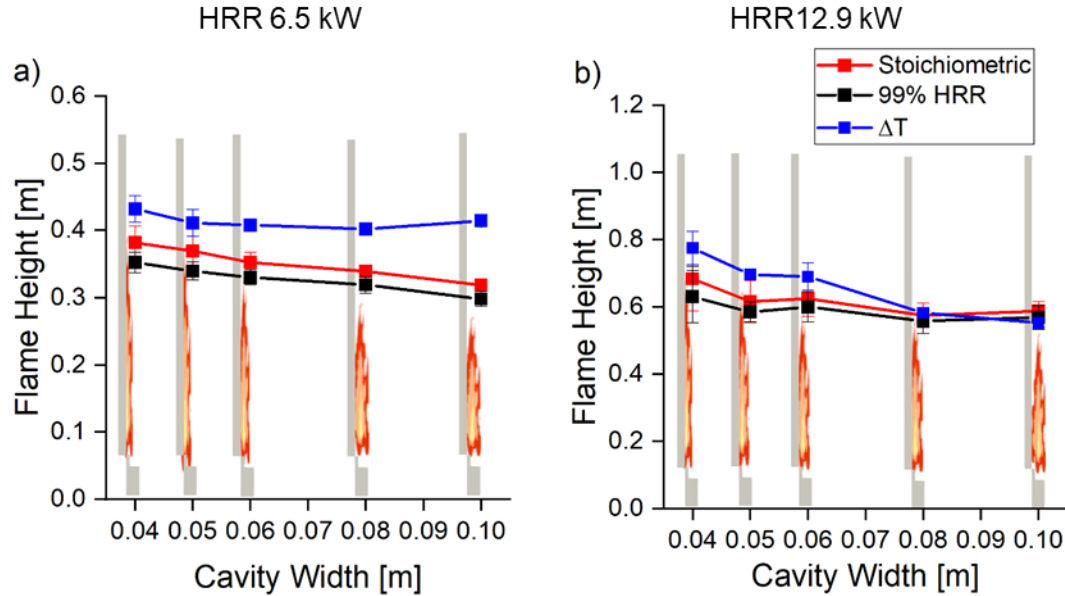 HRR 6.5 kW
HRR12.9 kW
a)
b)
Stoichiometric
99% HRR
ΔT
Flame Height [m]
0.6
0.5
0.4
0.3
0.2
0.1
0.0
0.04 0.05 0.06 0.07 0.08 0.09 0.10
Cavity Width [m]
Flame Height [m]
1.2
1.0
0.8
0.6
0.4
0.2
0.0
0.04 0.05 0.06 0.07 0.08 0.09 0.10
Cavity Width [m]